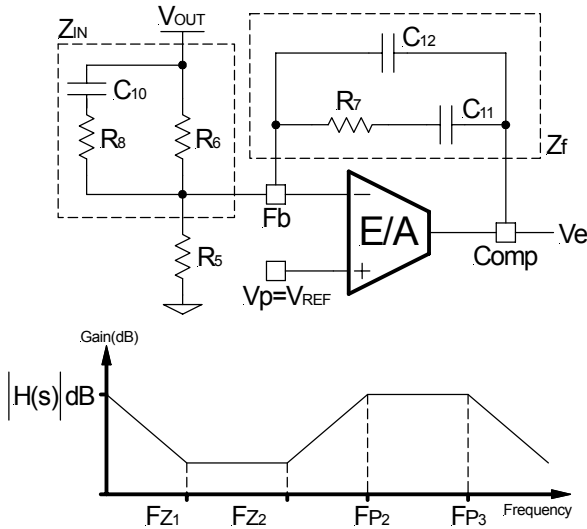 VOUT
ZIN
C12
C10
R7
C11
R8
R6
Zf
Fb
E/A
Ve
R5
Comp
Vp=VREF
Gain(dB)
|H(s)|dB
FZ1
FZ2
FP2
FP3
Frequency